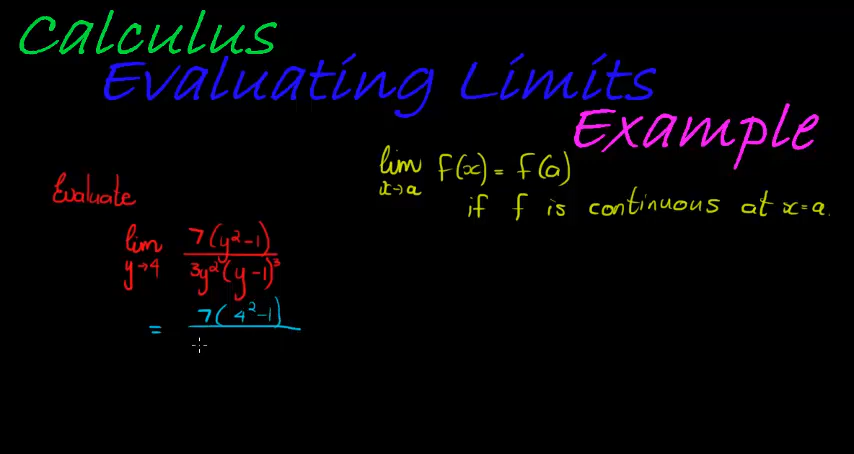 Calculus
Evaluating Limits
Example
lim x→a f(x) = f(a)
if f is continuous at x=a.
Evaluate
lim y→4 7(y²-1) / 3y²(y-1)³
= 7(4²-1)